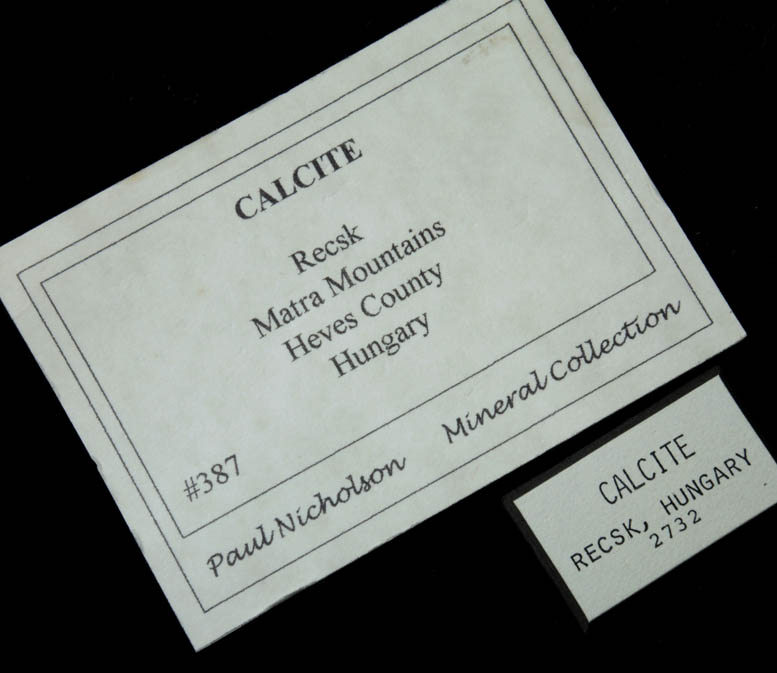 CALCITE
Recsk
Matra Mountains
Heves County
Hungary
#387
Paul Nicholson Mineral Collection
CALCITE
RECSK, HUNGARY
2732